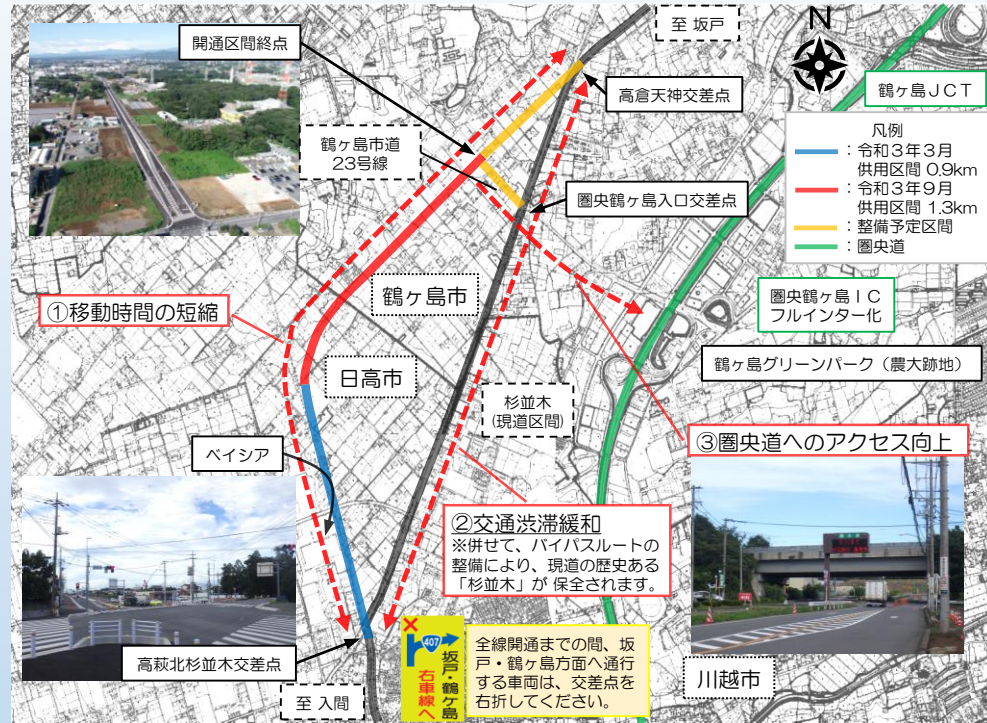 至 坂戸
N
開通区間終点
高倉天神交差点
鶴ヶ島JCT
鶴ヶ島市道
23号線
凡例
：令和3年3月
供用区間 0.9km
：令和3年9月
供用区間 1.3km
：整備予定区間
：圏央道
圏央鶴ヶ島入口交差点
鶴ヶ島市
①移動時間の短縮
圏央鶴ヶ島IC
フルインター化
鶴ヶ島グリーンパーク（農大跡地）
日高市
杉並木
(現道区間)
③圏央道へのアクセス向上
ベイシア
②交通渋滞緩和
※併せて、バイパスルートの
整備により、現道の歴史ある
「杉並木」が 保全されます。
高萩北杉並木交差点
407
坂戸・鶴ヶ島
右車線へ
全線開通までの間、坂
戸・鶴ヶ島方面へ通行
する車両は、交差点を
右折してください。
川越市
至 入間